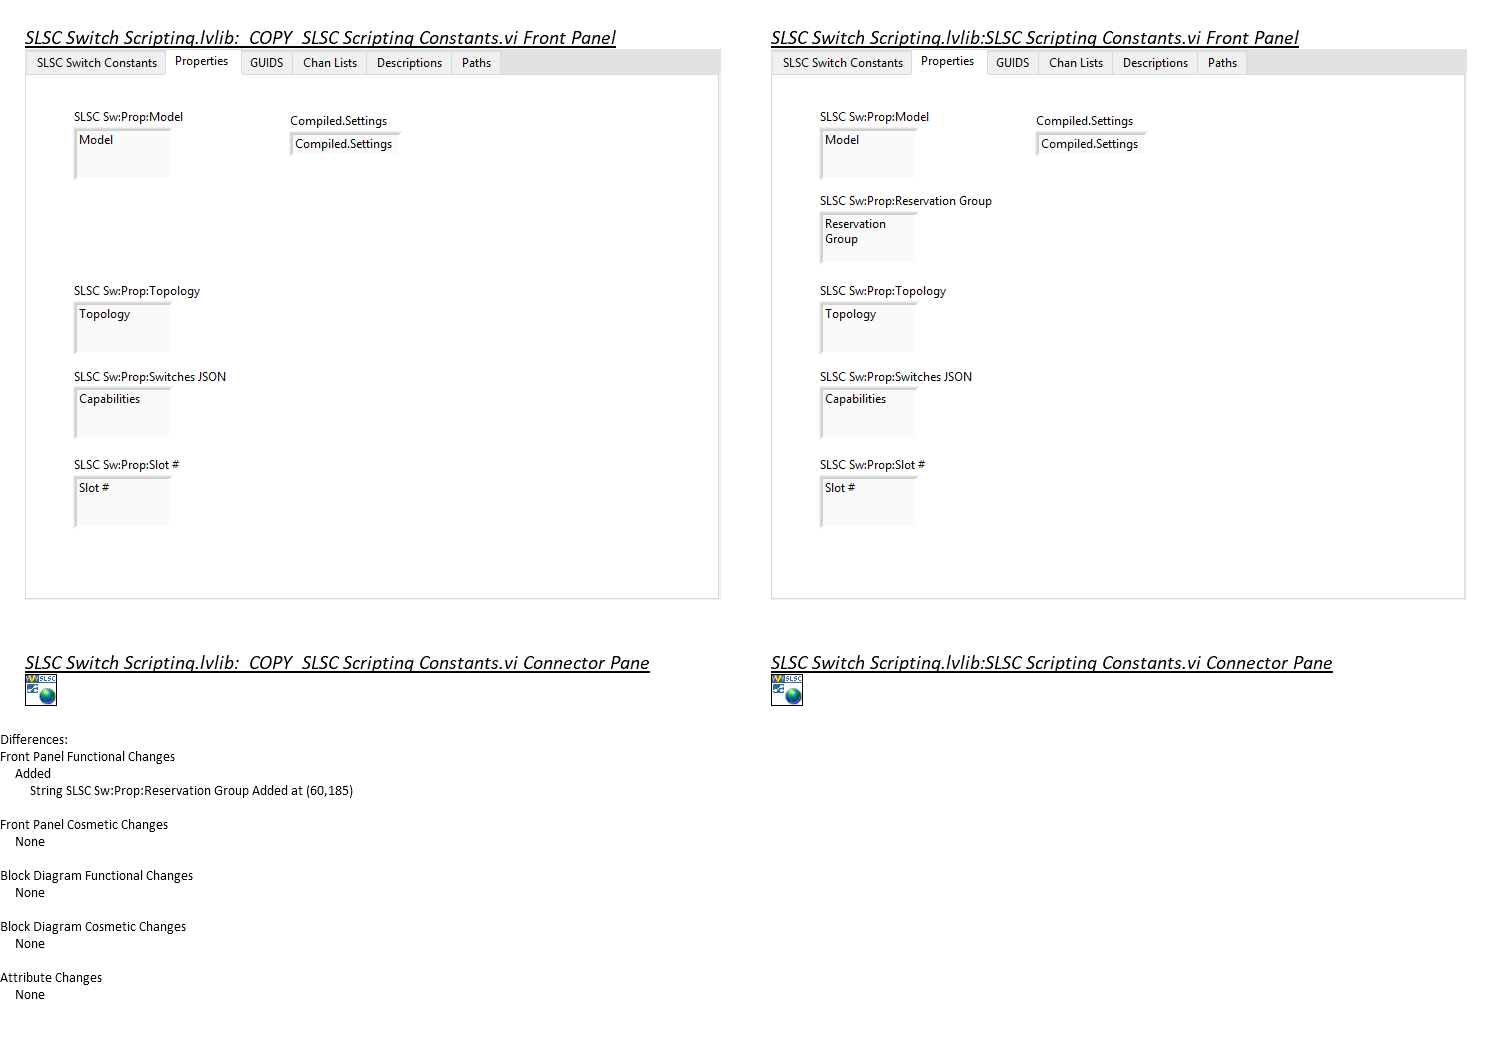 SLSC Switch Scripting.lvlib:  COPY  SLSC Scripting Constants.vi Front Panel
SLSC Switch Constants Properties GUIDS Chan Lists Descriptions Paths
SLSC Sw:Prop:Model
Model
Compiled.Settings
Compiled.Settings
SLSC Sw:Prop:Topology
Topology
SLSC Sw:Prop:Switches JSON
Capabilities
SLSC Sw:Prop:Slot #
Slot #
SLSC Switch Scripting.lvlib:SLSC Scripting Constants.vi Front Panel
SLSC Switch Constants Properties GUIDS Chan Lists Descriptions Paths
SLSC Sw:Prop:Model
Model
Compiled.Settings
Compiled.Settings
SLSC Sw:Prop:Reservation Group
Reservation
Group
SLSC Sw:Prop:Topology
Topology
SLSC Sw:Prop:Switches JSON
Capabilities
SLSC Sw:Prop:Slot #
Slot #
SLSC Switch Scripting.lvlib:  COPY  SLSC Scripting Constants.vi Connector Pane
SLSC
SLSC Switch Scripting.lvlib:SLSC Scripting Constants.vi Connector Pane
SLSC
Differences:
Front Panel Functional Changes
Added
String SLSC Sw:Prop:Reservation Group Added at (60,185)
Front Panel Cosmetic Changes
None
Block Diagram Functional Changes
None
Block Diagram Cosmetic Changes
None
Attribute Changes
None